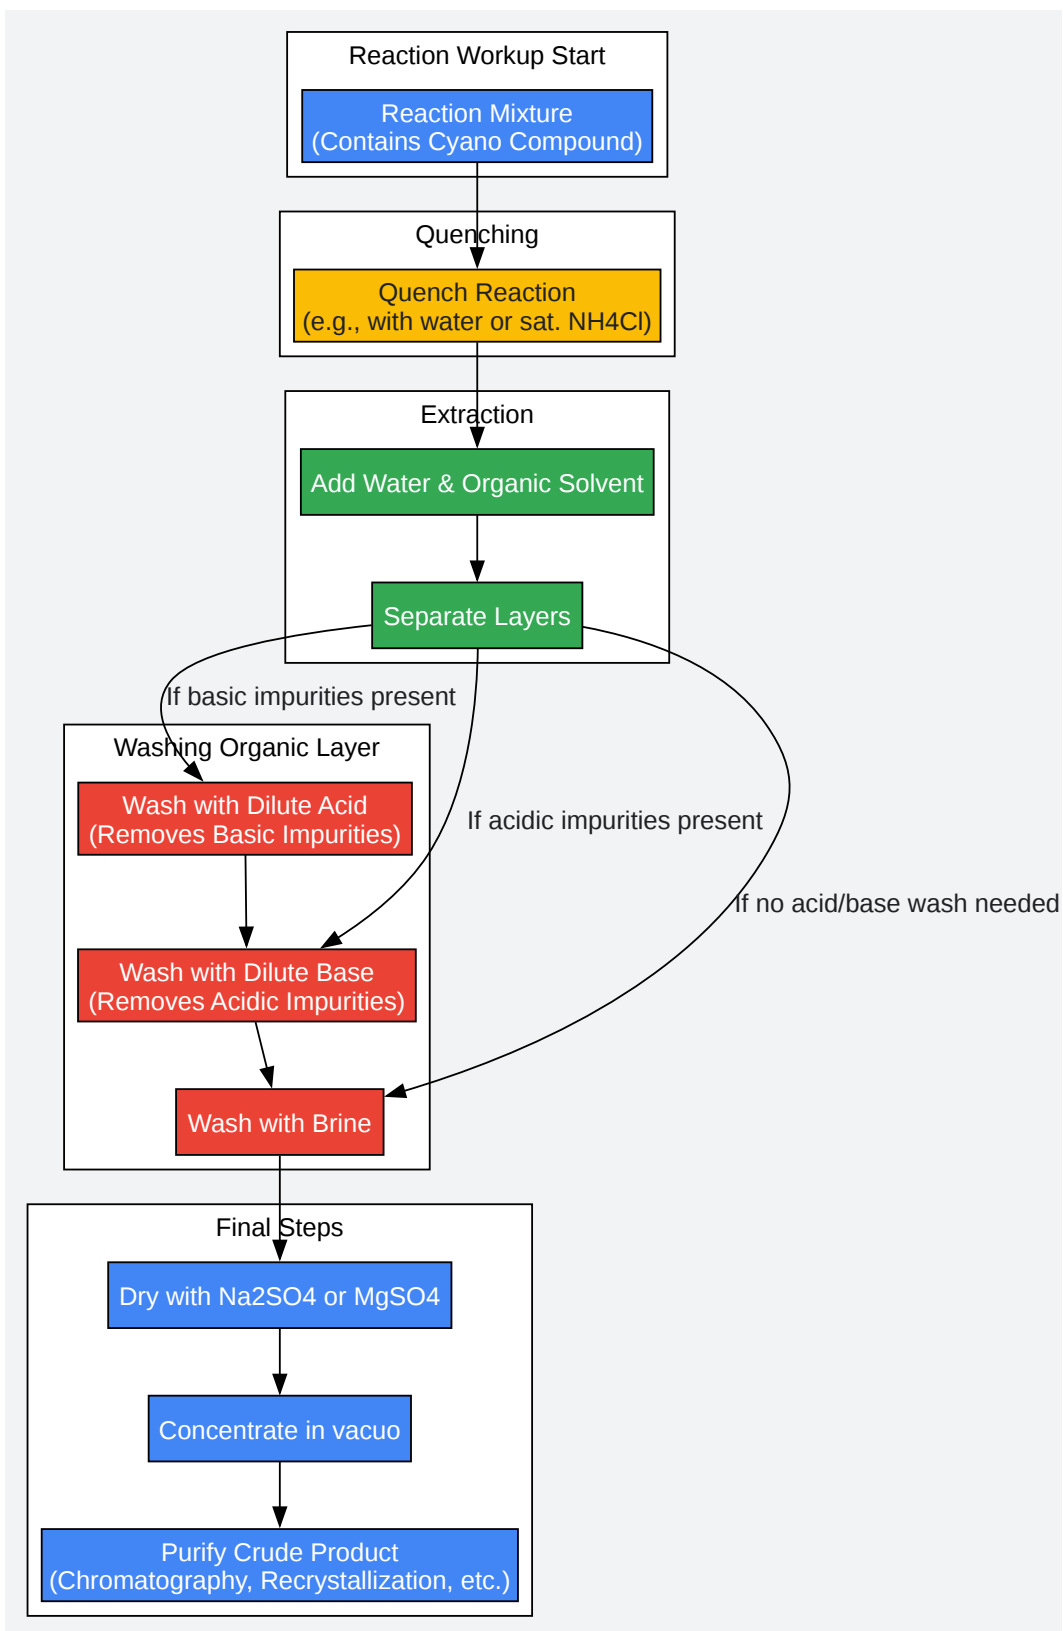 Reaction Workup Start
Reaction Mixture
(Contains Cyano Compound)
Quenching
Quench Reaction
(e.g., with water or sat. NH4Cl)
Extraction
Add Water & Organic Solvent
Separate Layers
If basic impurities present
Washing Organic Layer
Wash with Dilute Acid
(Removes Basic Impurities)
If acidic impurities present
If no acid/base wash needed
Wash with Dilute Base
(Removes Acidic Impurities)
Wash with Brine
Final Steps
Dry with Na2SO4 or MgSO4
Concentrate in vacuo
Purify Crude Product
(Chromatography, Recrystallization, etc.)